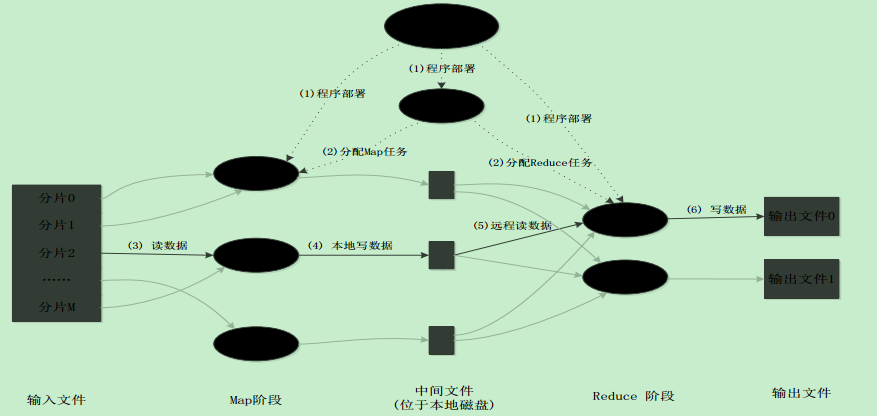 (1)程序部署
(1)程序部署
(1)程序部署
(2)分配Map任务
(2)分配Reduce任务
分片0
分片1
分片2
……
分片M
(3) 读数据
(4) 本地写数据
(5)远程读数据
(6) 写数据
输出文件0
输出文件1
输入文件
Map阶段
中间文件
(位于本地磁盘)
Reduce 阶段
输出文件